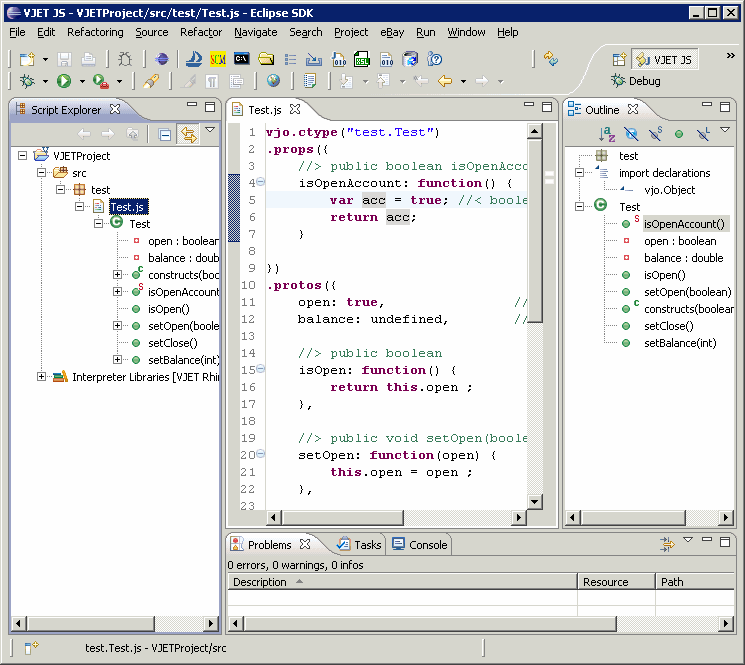 VJET JS - VJETProject/src/test/Test.js - Eclipse SDK
File Edit Refactoring Source Refactor Navigate Search Project eBay Run Window Help
VJET JS
Debug
Script Explorer
VJETProject
src
test
Test.js
Test
open : boolean
balance : doub
constructs(boo
isOpenAccount
isOpen()
setOpen(boole
setClose()
setBalance(int)
Interpreter Libraries [VJET Rhi
Test.js
1 vjo.ctype("test.Test")
2 .props({
3 //> public boolean isOpenAcco
4 isOpenAccount: function() {
5 var acc = true; //< boole
6 return acc;
7 }
8
9 })
10 .protos({
11 open: true, //
12 balance: undefined, //
13
14 //> public boolean
15 isOpen: function() {
16 return this.open ;
17 },
18
19 //> public void setOpen(boole
20 setOpen: function(open) {
21 this.open = open ;
22 },
23
Outline
test
import declarations
vjo.Object
Test
isOpenAccount()
open : boolean
balance : double
isOpen()
setOpen(boolean)
constructs(boolear
setClose()
setBalance(int)
Problems Tasks Console
0 errors, 0 warnings, 0 infos
Description Resource Path
test.Test.js - VJETProject/src